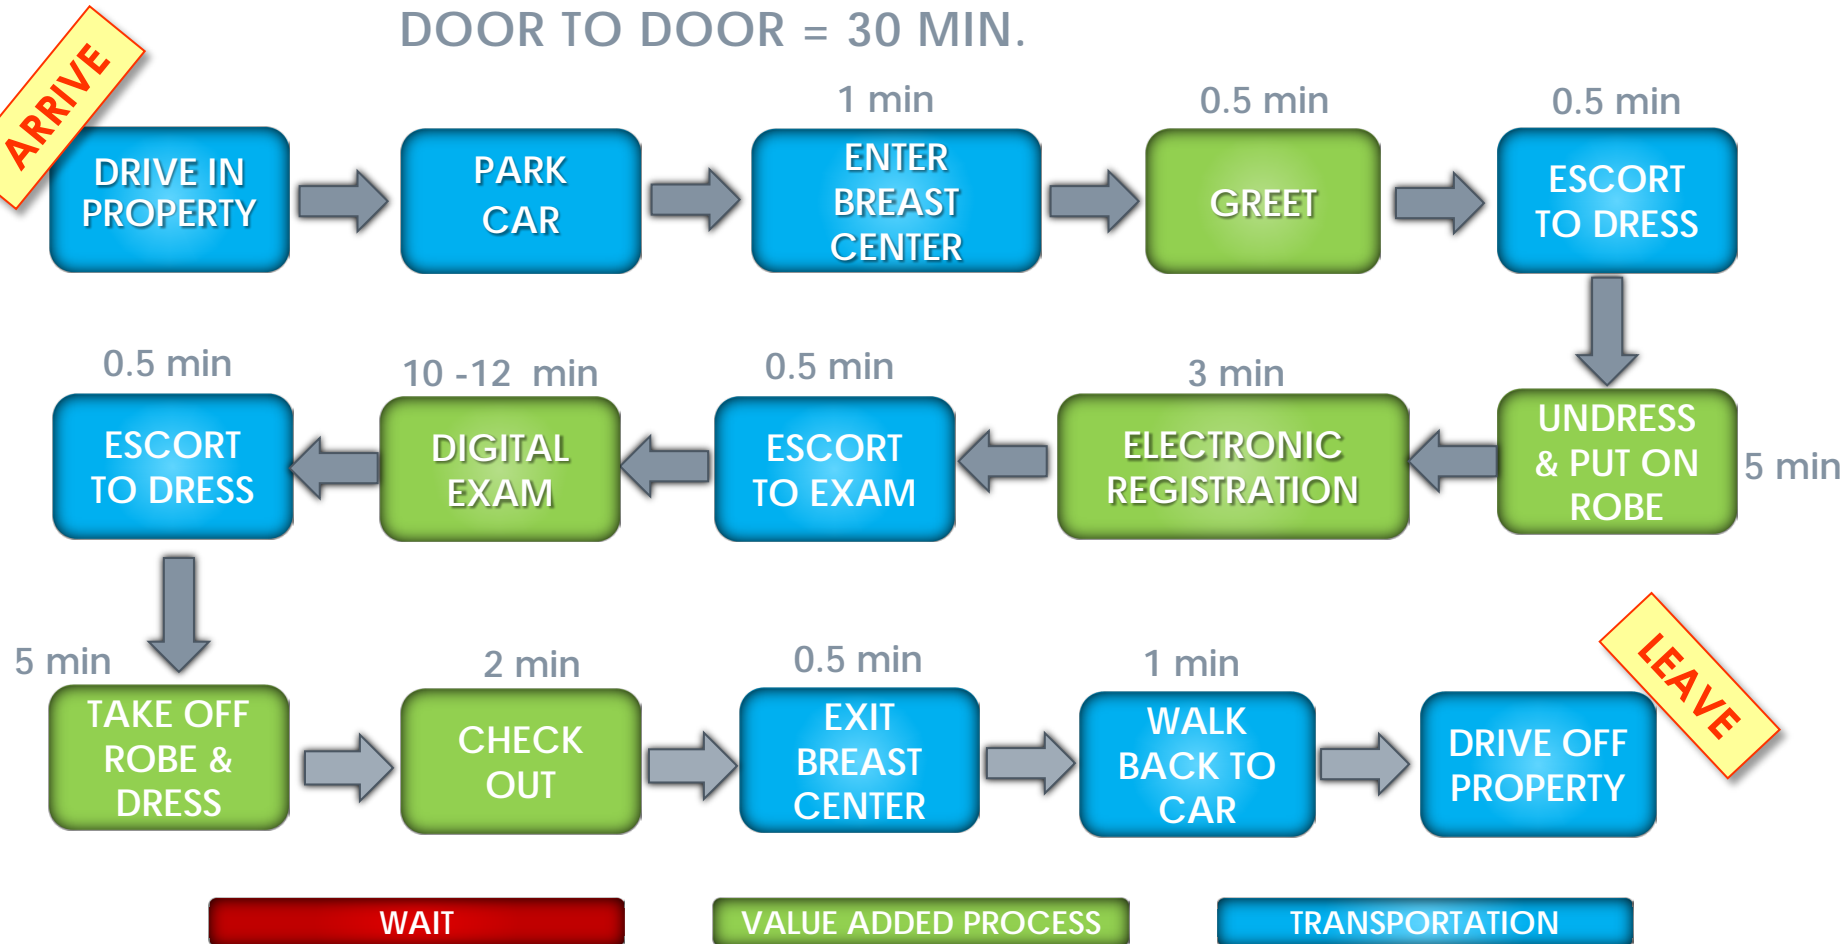 DOOR TO DOOR = 30 MIN.
ARRIVE
DRIVE IN
PROPERTY
PARK
CAR
1 min
ENTER
BREAST
CENTER
0.5 min
GREET
0.5 min
ESCORT
TO DRESS
UNDRESS
& PUT ON
ROBE
5 min
3 min
ELECTRONIC
REGISTRATION
0.5 min
ESCORT
TO EXAM
10 -12 min
DIGITAL
EXAM
0.5 min
ESCORT
TO DRESS
5 min
TAKE OFF
ROBE &
DRESS
2 min
CHECK
OUT
0.5 min
EXIT
BREAST
CENTER
1 min
WALK
BACK TO
CAR
DRIVE OFF
PROPERTY
LEAVE
WAIT
VALUE ADDED PROCESS
TRANSPORTATION